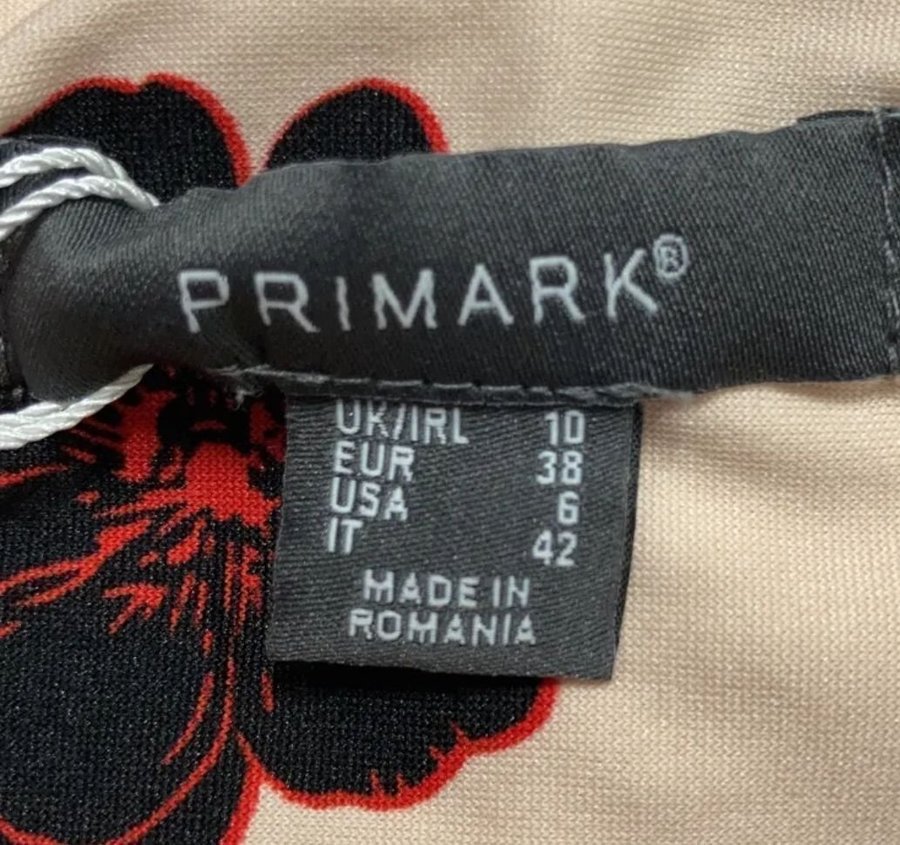 PRIMARK®
UK/IRL 10
EUR 38
USA 6
IT 42
MADE IN
ROMANIA